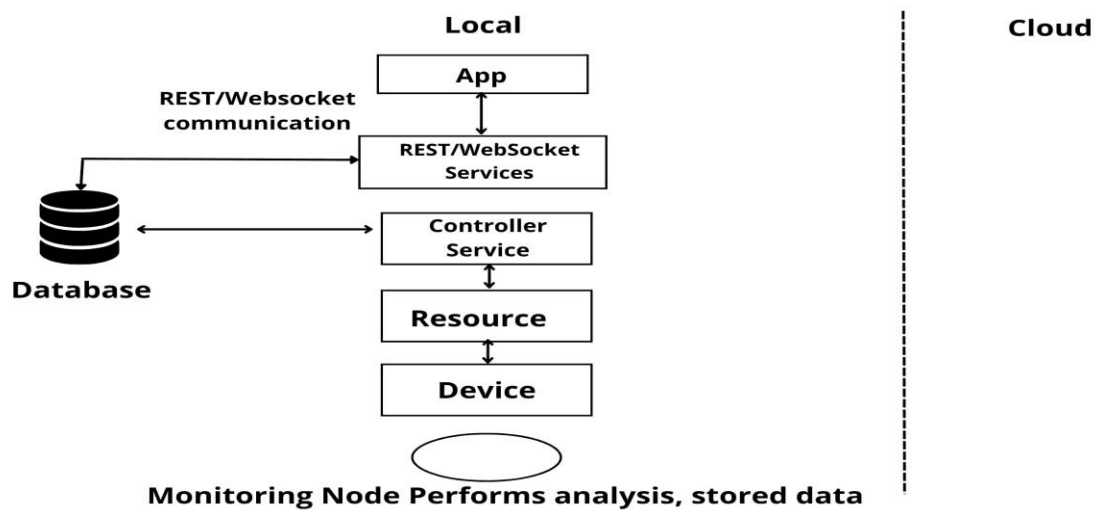 Local
Cloud
App
REST/Websocket
communication
REST/WebSocket
Services
Controller
Service
Database
Resource
Device
Monitoring Node Performs analysis, stored data